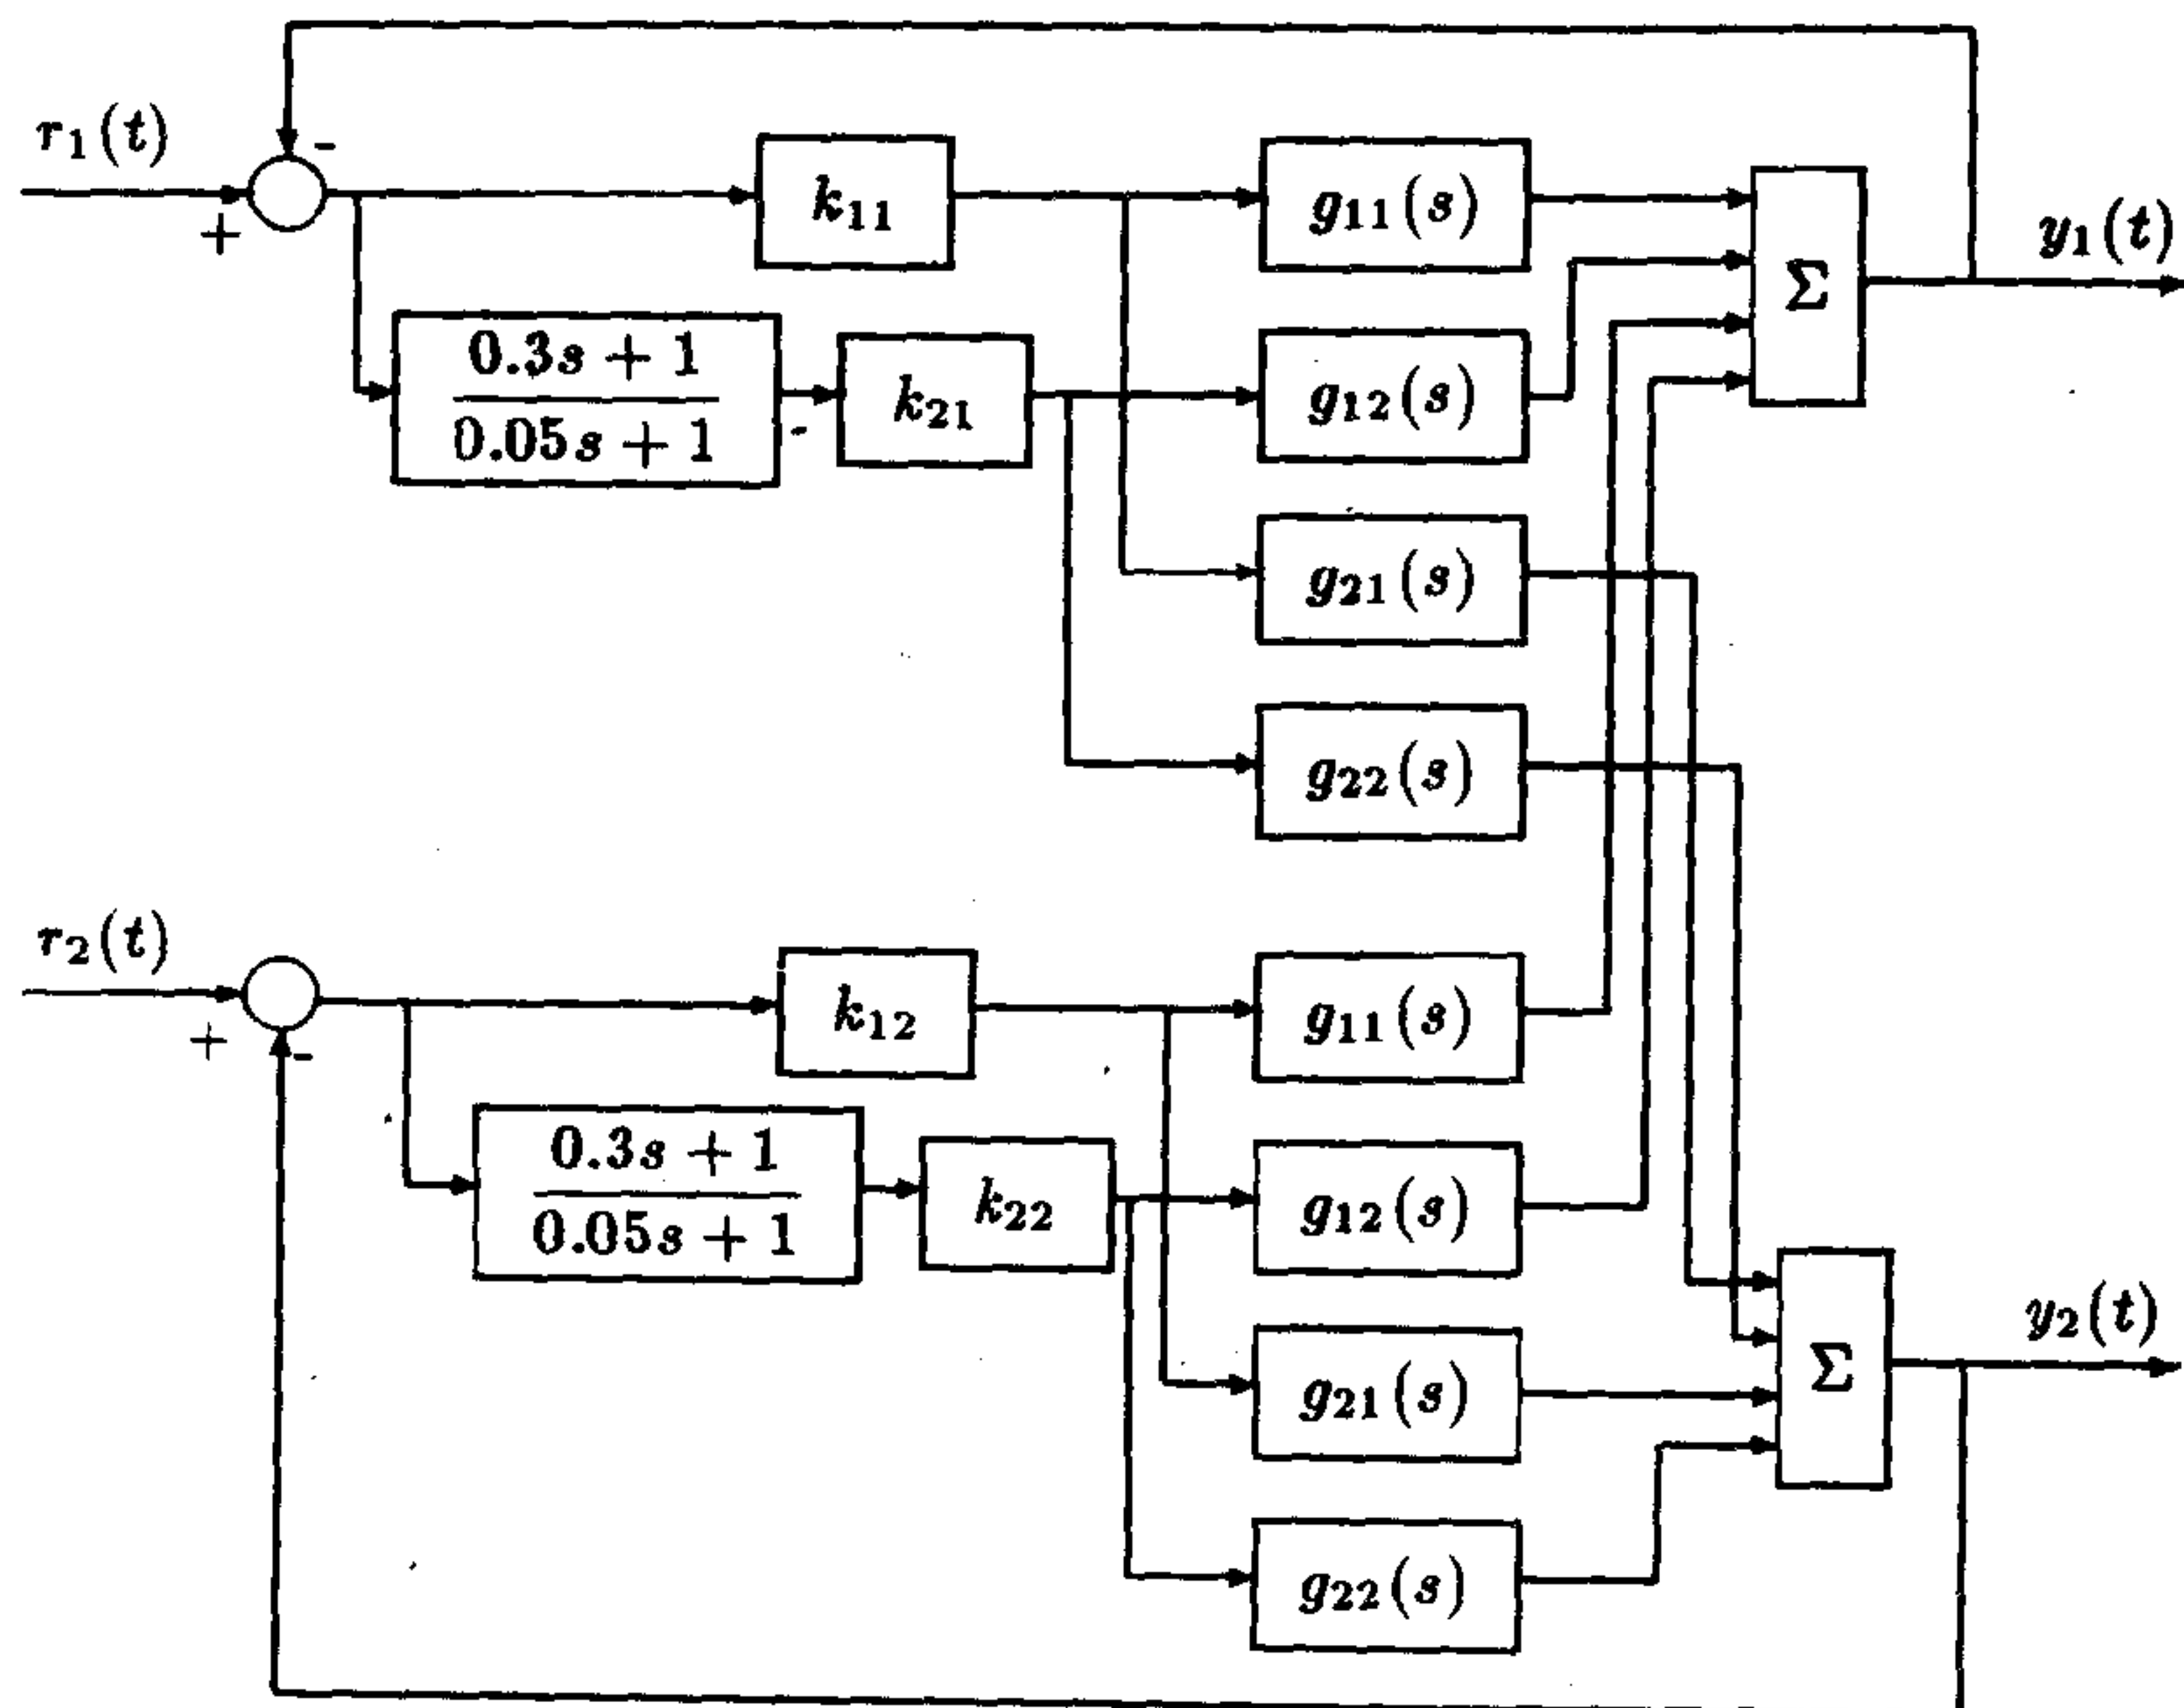 r₁(t)
-
+
k₁₁
g₁₁(s)
Σ
y₁(t)
0.3s + 1
0.05s + 1
k₂₁
g₁₂(s)
g₂₁(s)
g₂₂(s)
r₂(t)
+
-
k₁₂
g₁₁(s)
0.3s + 1
0.05s + 1
k₂₂
g₁₂(s)
g₂₁(s)
Σ
y₂(t)
g₂₂(s)